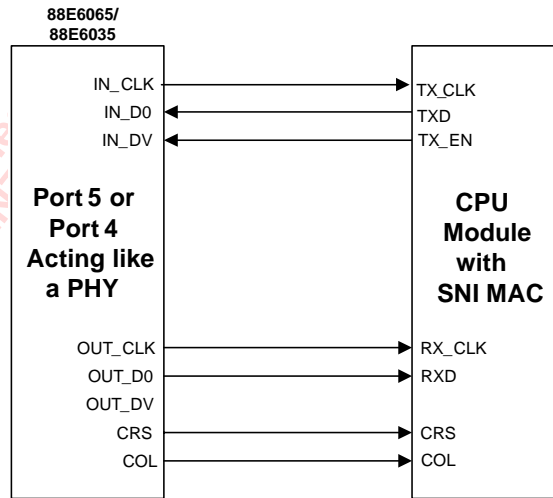 88E6065/
88E6035
IN_CLK
IN_D0
IN_DV
Port 5 or
Port 4
Acting like
a PHY
OUT_CLK
OUT_D0
OUT_DV
CRS
COL
TX_CLK
TXD
TX_EN
CPU
Module
with
SNI MAC
RX_CLK
RXD
CRS
COL